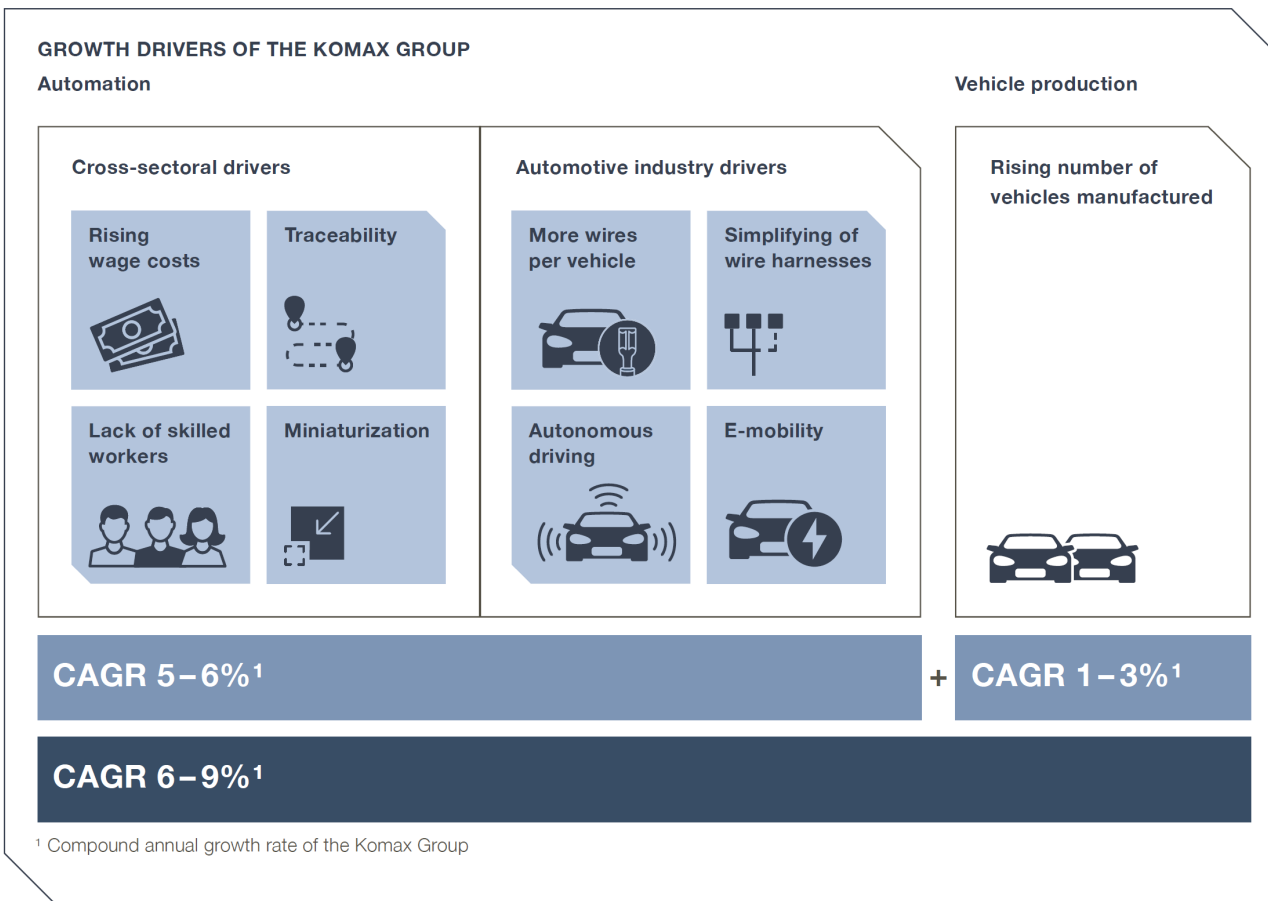 GROWTH DRIVERS OF THE KOMAX GROUP
Automation
Vehicle production
Cross-sectoral drivers
Automotive industry drivers
Rising number of
vehicles manufactured
Rising
wage costs
Traceability
More wires
per vehicle
Simplifying of
wire harnesses
Lack of skilled
workers
Miniaturization
Autonomous
driving
E-mobility
CAGR 5–6%¹
+
CAGR 1–3%¹
CAGR 6–9%¹
¹ Compound annual growth rate of the Komax Group